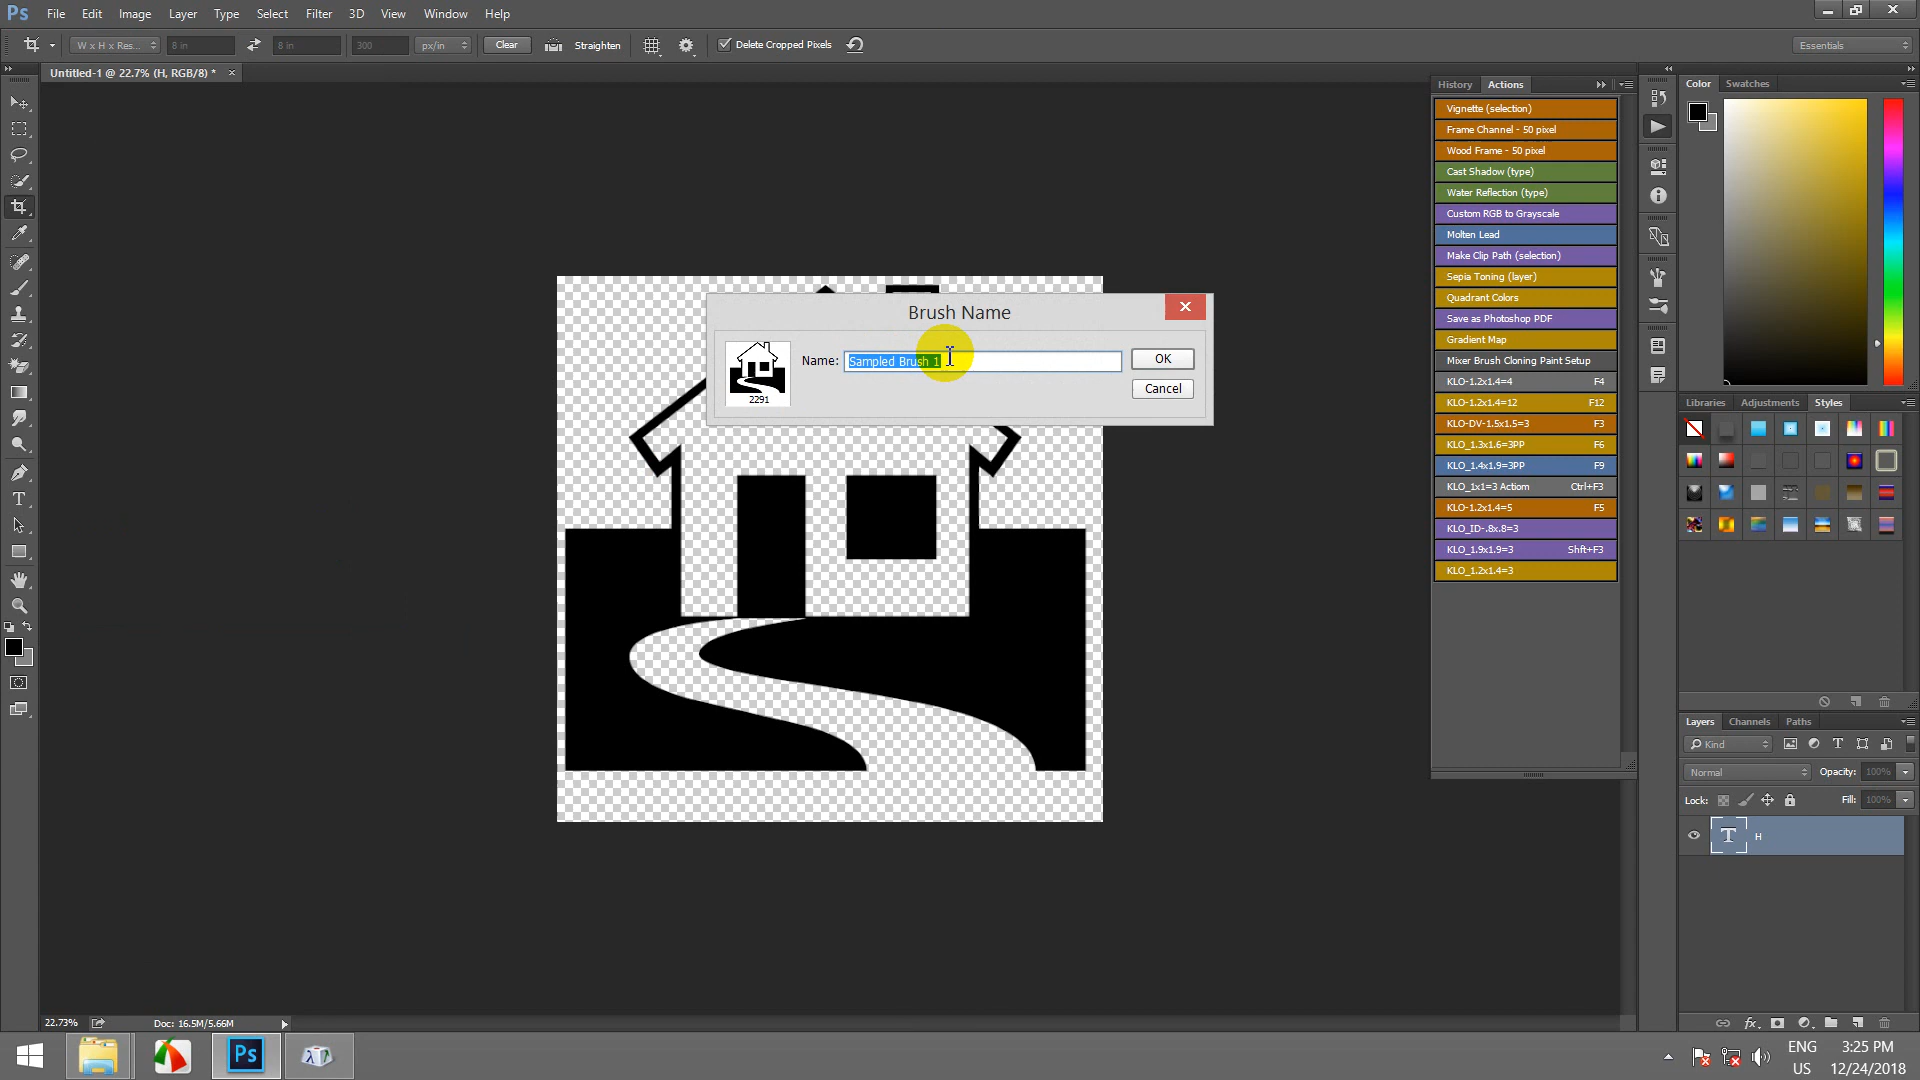 Ps File Edit Image Layer Type Select Filter 3D View Window Help
W x H x Res... 8 in 8 in 300 px/in Clear Straighten Delete Cropped Pixels Essentials
Untitled-1 @ 22.7% (H, RGB/8) * ×
History Actions
Vignette (selection)
Frame Channel - 50 pixel
Wood Frame - 50 pixel
Cast Shadow (type)
Water Reflection (type)
Custom RGB to Grayscale
Molten Lead
Make Clip Path (selection)
Sepia Toning (layer)
Quadrant Colors
Save as Photoshop PDF
Gradient Map
Mixer Brush Cloning Paint Setup
KLO-1.2x1.4=4 F4
KLO-1.2x1.4=12 F12
KLO-DV-1.5x1.5=3 F3
KLO_1.3x1.6=3PP F6
KLO_1.4x1.9=3PP F9
KLO_1x1=3 Actiom Ctrl+F3
KLO-1.2x1.4=5 F5
KLO_ID-.8x.8=3
KLO_1.9x1.9=3 Shft+F3
KLO_1.2x1.4=3
Brush Name
2291
Name: Sampled Brush 1
OK
Cancel
Color Swatches
Libraries Adjustments Styles
Layers Channels Paths
Kind
Normal Opacity: 100%
Lock: Fill: 100%
T H
22.73% Doc: 16.5M/5.66M
Ps
ENG
US
3:25 PM
12/24/2018